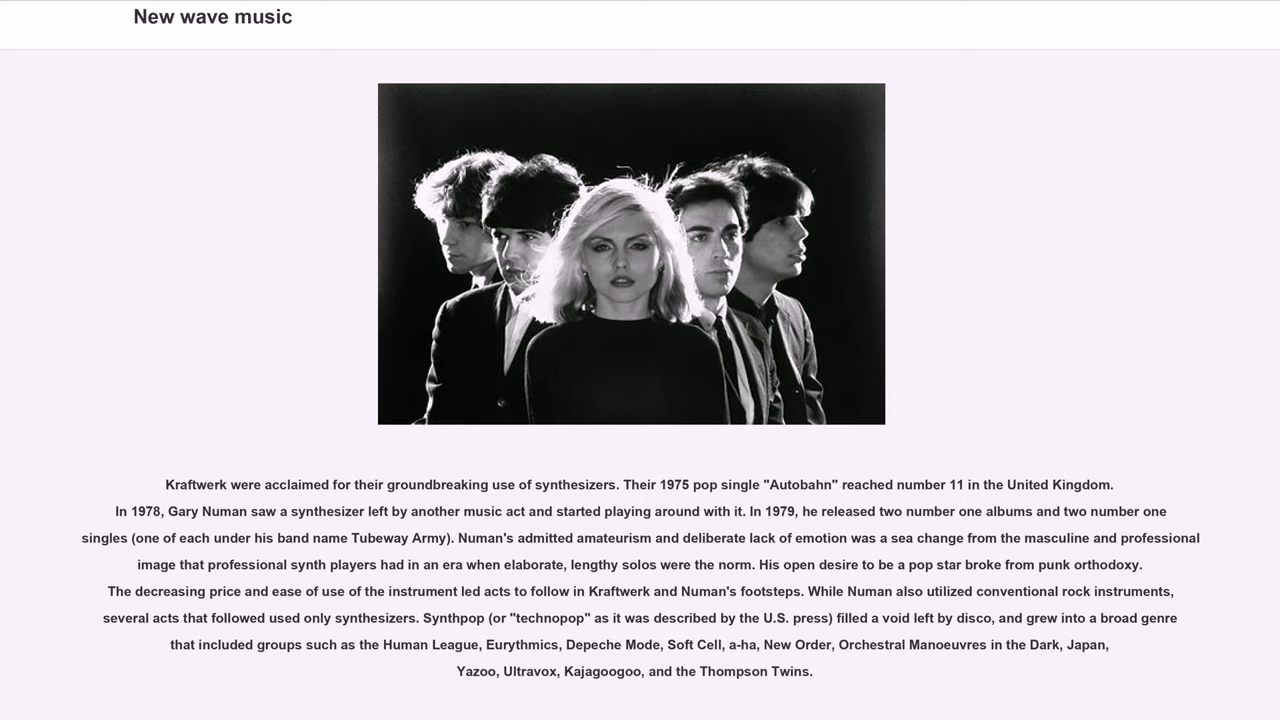 New wave music
Kraftwerk were acclaimed for their groundbreaking use of synthesizers. Their 1975 pop single "Autobahn" reached number 11 in the United Kingdom.
In 1978, Gary Numan saw a synthesizer left by another music act and started playing around with it. In 1979, he released two number one albums and two number one
singles (one of each under his band name Tubeway Army). Numan's admitted amateurism and deliberate lack of emotion was a sea change from the masculine and professional
image that professional synth players had in an era when elaborate, lengthy solos were the norm. His open desire to be a pop star broke from punk orthodoxy.
The decreasing price and ease of use of the instrument led acts to follow in Kraftwerk and Numan's footsteps. While Numan also utilized conventional rock instruments,
several acts that followed used only synthesizers. Synthpop (or "technopop" as it was described by the U.S. press) filled a void left by disco, and grew into a broad genre
that included groups such as the Human League, Eurythmics, Depeche Mode, Soft Cell, a-ha, New Order, Orchestral Manoeuvres in the Dark, Japan,
Yazoo, Ultravox, Kajagoogoo, and the Thompson Twins.